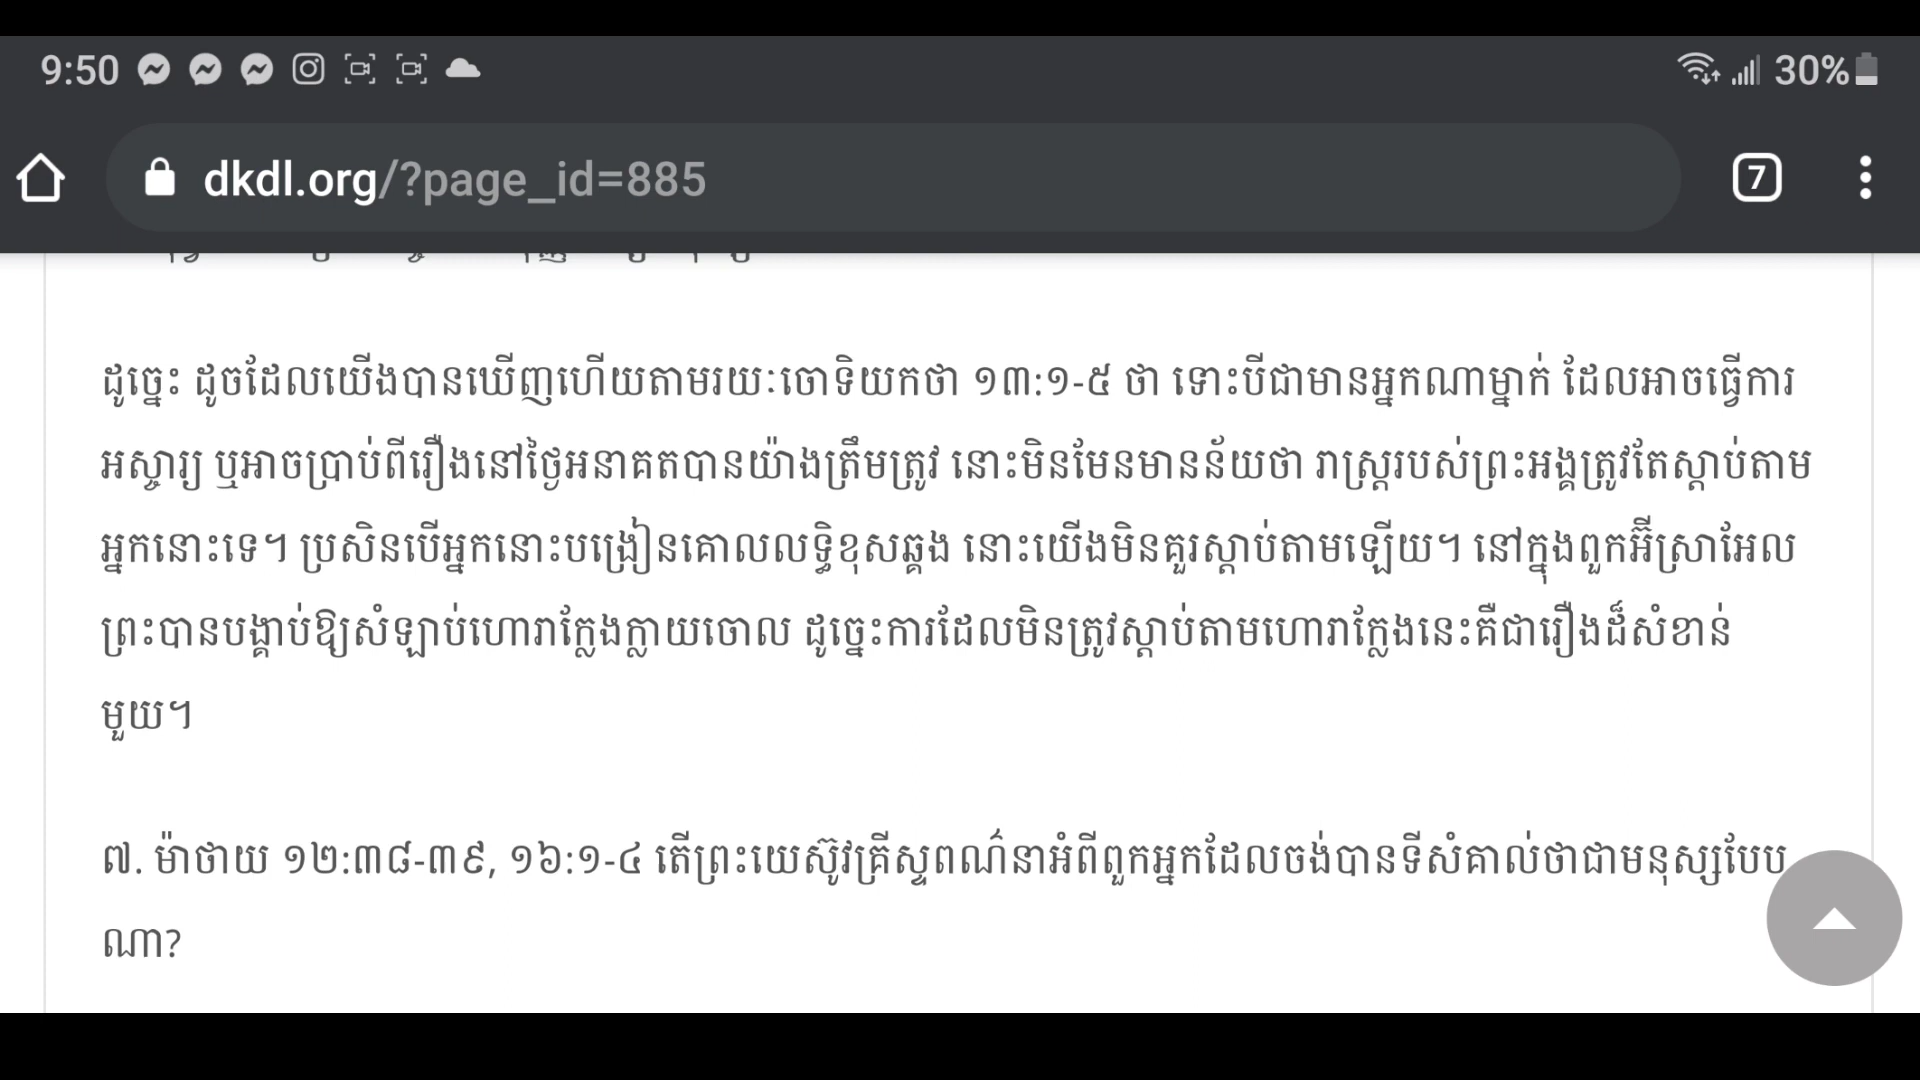 9:50
30%
dkdl.org/?page_id=885
7
ដូច្នេះ ដូចដែលយើងបានឃើញហើយតាមរយៈចោទិយកថា ១៣:១-៥ ថា ទោះបីជាមានអ្នកណាម្នាក់ ដែលអាចធ្វើការ
អស្ចារ្យ ឬអាចប្រាប់ពីរឿងនៅថ្ងៃអនាគតបានយ៉ាងត្រឹមត្រូវ នោះមិនមែនមានន័យថា រាស្ត្ររបស់ព្រះអង្គត្រូវតែស្តាប់តាម
អ្នកនោះទេ។ ប្រសិនបើអ្នកនោះបង្រៀនគោលលទ្ធិខុសឆ្គង នោះយើងមិនគួរស្តាប់តាមឡើយ។ នៅក្នុងពួកអ៊ីស្រាអែល
ព្រះបានបង្គាប់ឱ្យសំឡាប់ហោរាក្លែងក្លាយចោល ដូច្នេះការដែលមិនត្រូវស្តាប់តាមហោរាក្លែងនេះគឺជារឿងដ៏សំខាន់
មួយ។
៧. ម៉ាថាយ ១២:៣៨-៣៩, ១៦:១-៤ តើព្រះយេស៊ូវគ្រីស្ទពណ៌នាអំពីពួកអ្នកដែលចង់បានទីសំគាល់ថាជាមនុស្សបែប
ណា?